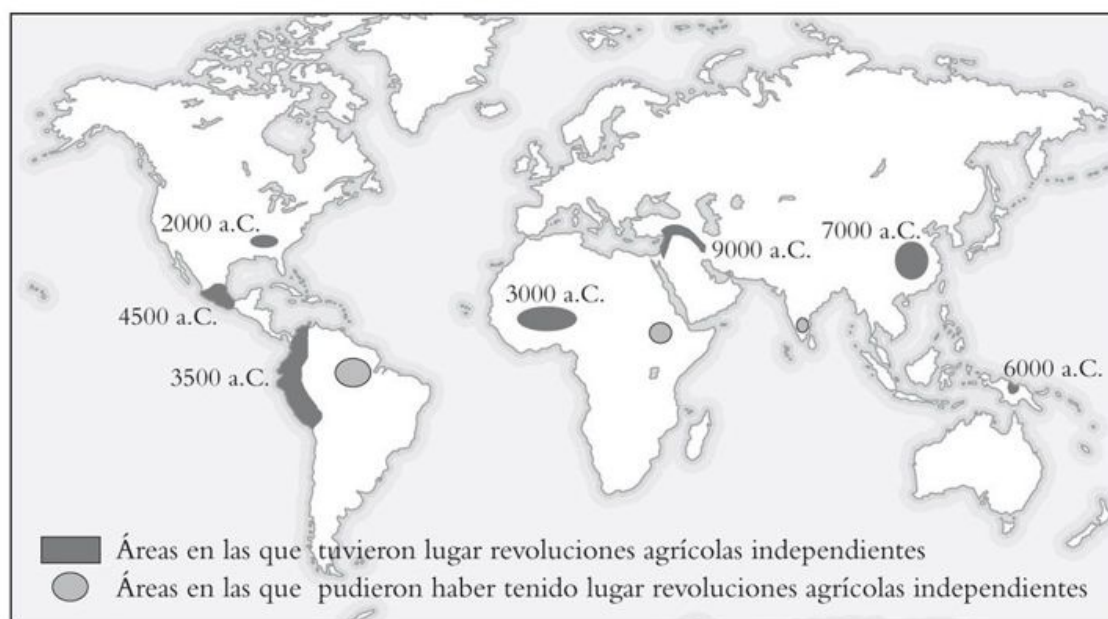 2000 a.C.
4500 a.C.
3500 a.C.
3000 a.C.
9000 a.C.
7000 a.C.
6000 a.C.
Áreas en las que tuvieron lugar revoluciones agrícolas independientes
Áreas en las que pudieron haber tenido lugar revoluciones agrícolas independientes